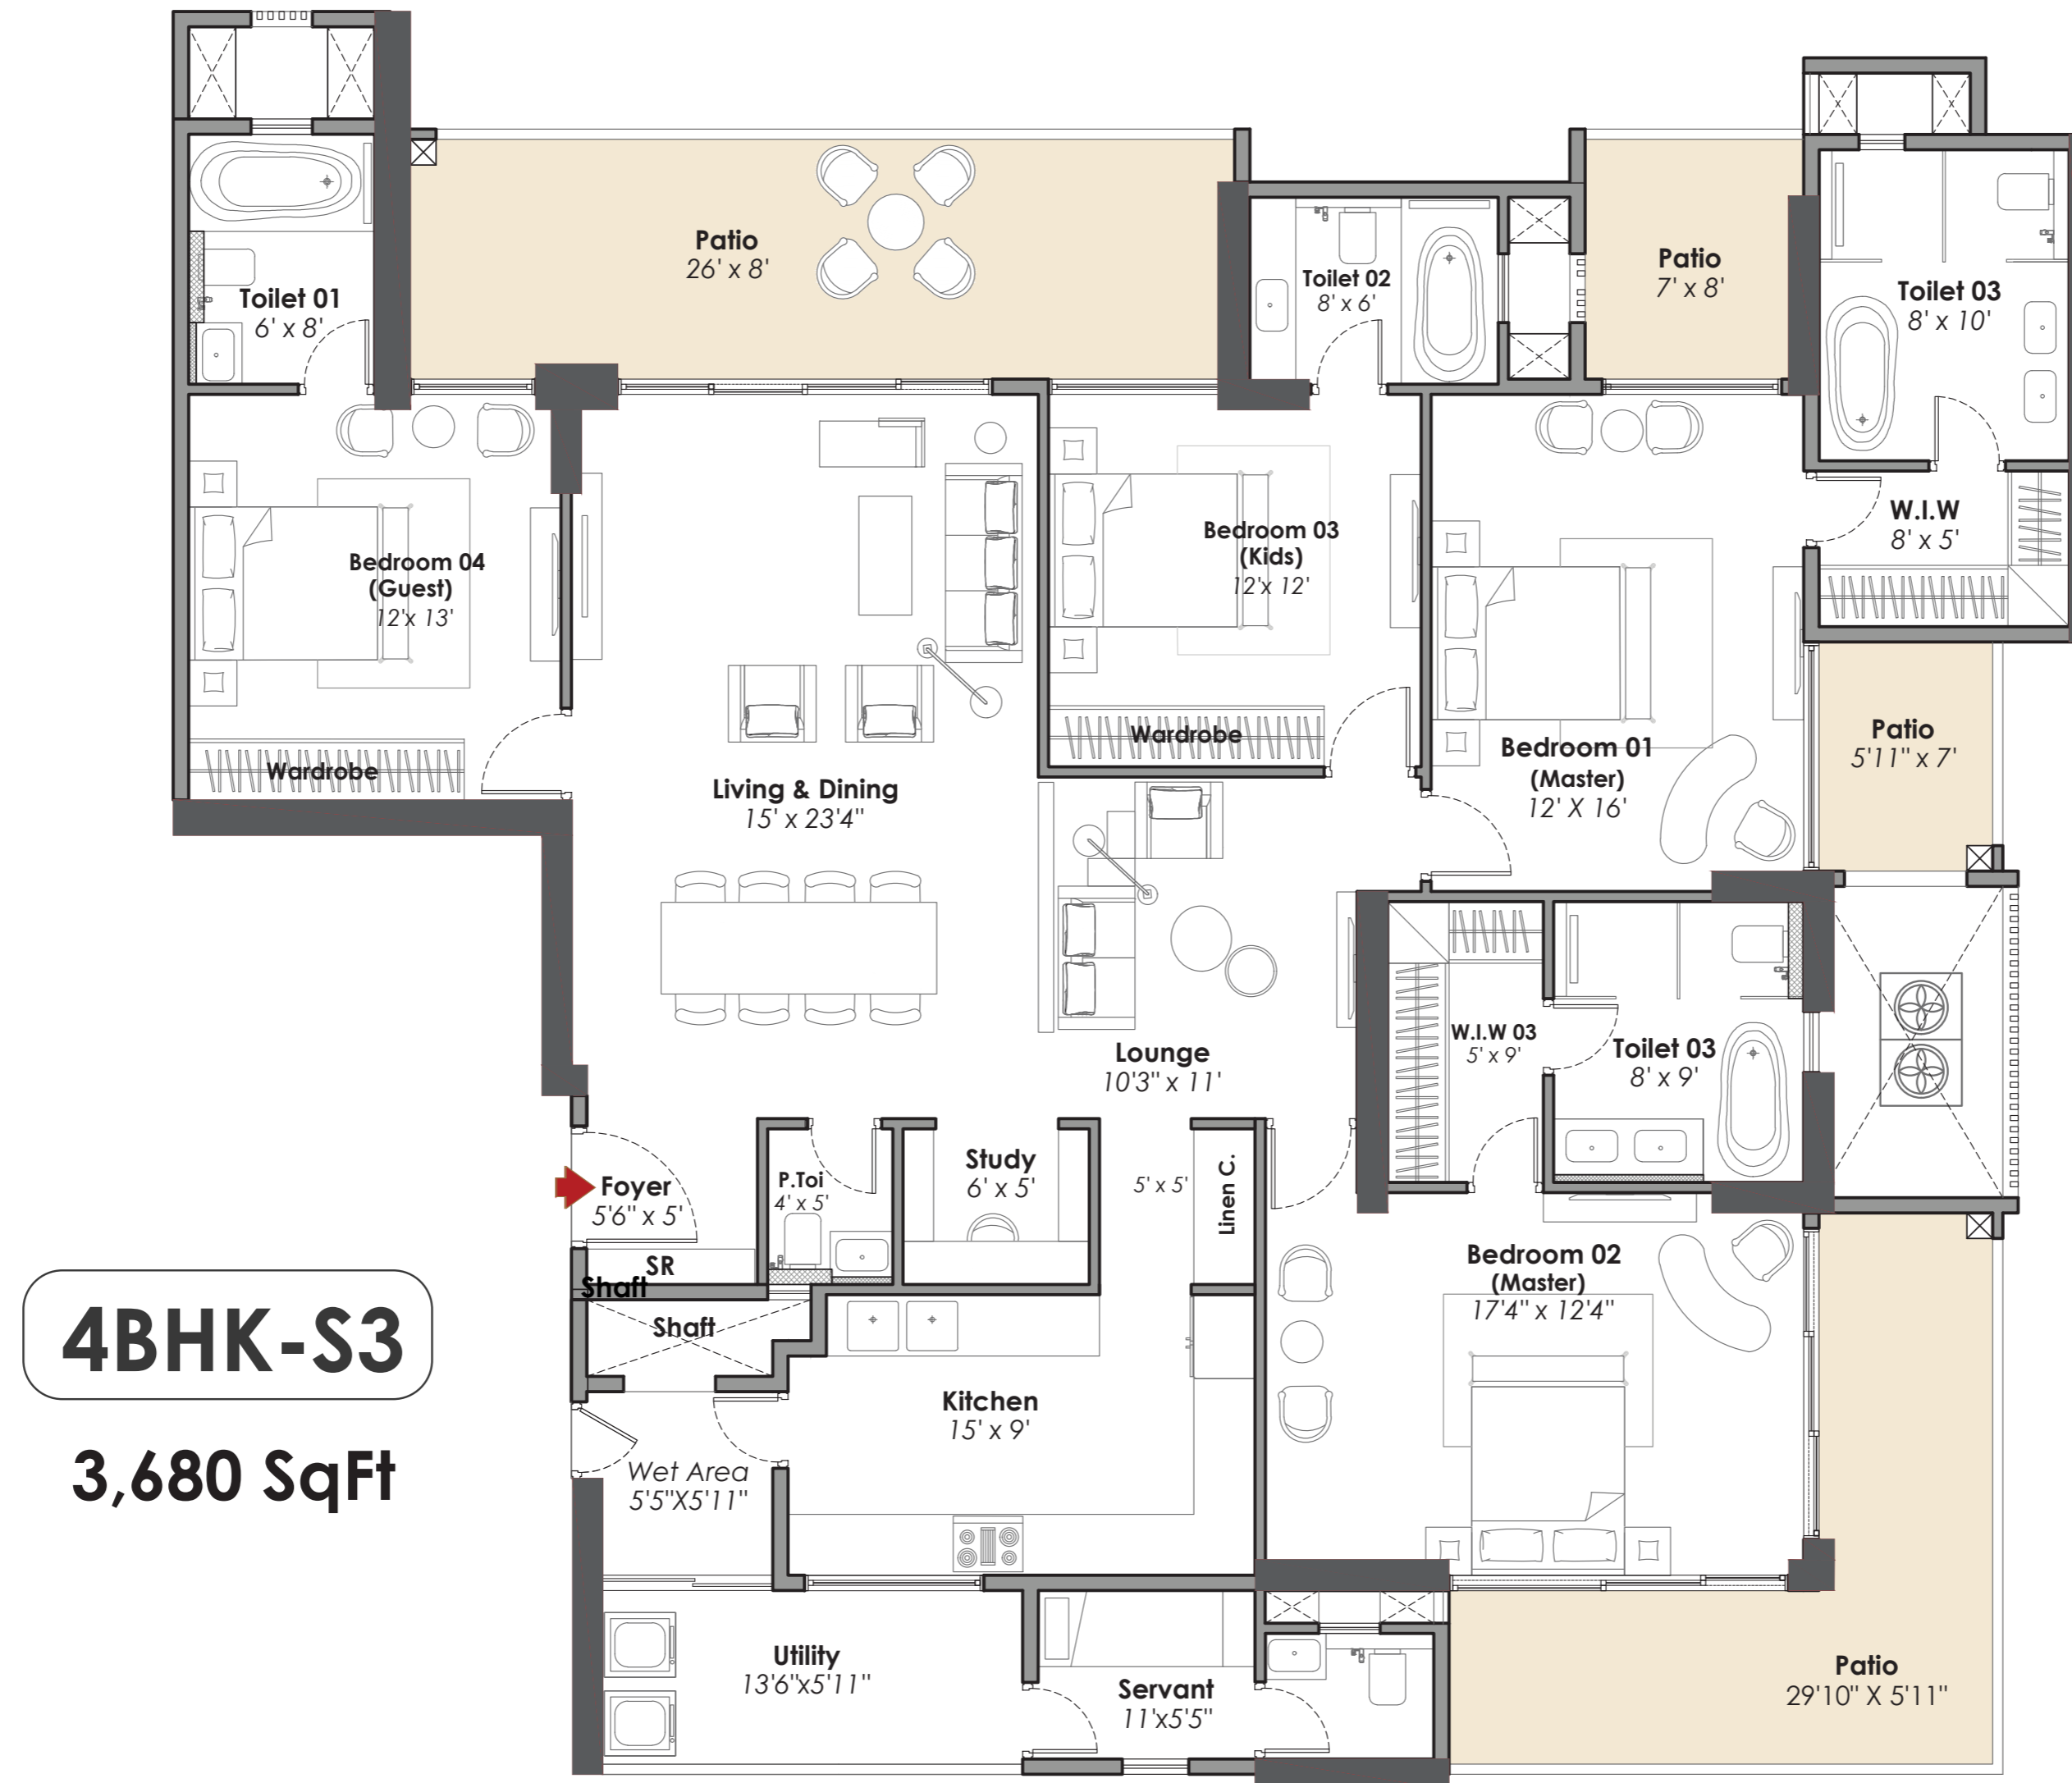 Patio
26' x 8'
Toilet 01
6' x 8'
Toilet 02
8' x 6'
Patio
7' x 8'
Toilet 03
8' x 10'
W.I.W
8' x 5'
Bedroom 04
(Guest)
12'x 13'
Wardrobe
Living & Dining
15' x 23'4"
Bedroom 03
(Kids)
12'x 12'
Wardrobe
Bedroom 01
(Master)
12' X 16'
Patio
5'11" x 7'
Lounge
10'3" x 11'
W.I.W 03
5' x 9'
Toilet 03
8' x 9'
Foyer
5'6" x 5'
SR
Shaft
Shaft
P.Toi
4' x 5'
Study
6' x 5'
5' x 5'
Linen C.
Bedroom 02
(Master)
17'4" x 12'4"
Kitchen
15' x 9'
Wet Area
5'5"X5'11"
4BHK-S3
3,680 SqFt
Utility
13'6"x5'11"
Servant
11'x5'5"
Patio
29'10" X 5'11"